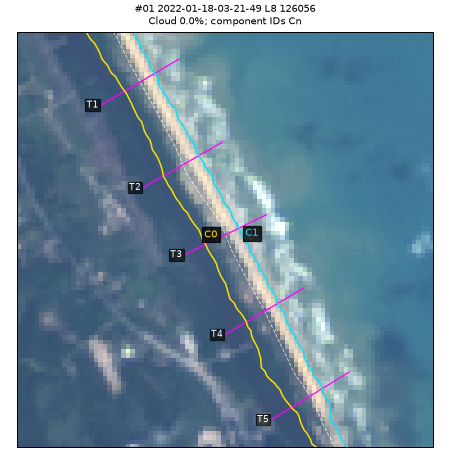 #01 2022-01-18-03-21-49 L8 126056
Cloud 0.0%; component IDs Cn
T1
T2
C0 C1
T3
T4
T5